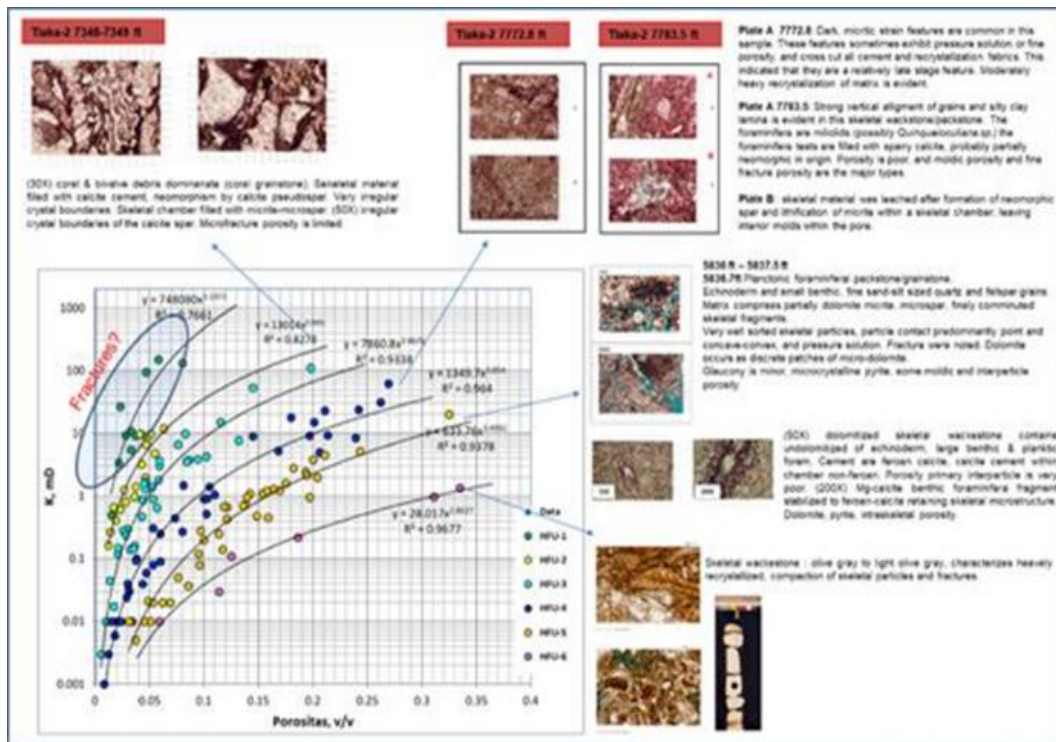 Tiaka-2 7348-7349 ft
Tiaka-2 7772.8 ft
Tiaka-2 7783.5 ft
Plate A 7772.8 Dark, micritic strain features are common in this
sample. These features sometimes exhibit pressure solution or fine
porosity, and cross cut all cement and recrystallization fabrics. This
indicated that they are a relatively late stage feature. Moderately
heavy recrystallization of matrix is evident.
Plate A 7783.5 Strong vertical alignment of grains and silty clay
lamina is evident in this skeletal wackestone/packstone. The
foraminifera are miliolids (possibly sp.) the
foraminifera tests are filled with sparry calcite, probably partially
neomorphic in origin. Porosity is poor, and moldic porosity and fine
fracture porosity are the major types.
Plate B skeletal material was leached after formation of neomorphic
spar and lithification of micrite within a skeletal chamber, leaving
interior molds within the pore.
(30X) coral & bivalve debris dominate (coral grainstone). material
filled with calcite cement, neomorphism by calcite pseudospar. Very irregular
crystal boundaries. Skeletal chamber filled with micrite-microspar. (50X) irregular
crystal boundaries of the calcite spar. Microfracture porosity is limited.
5836 ft – 5837.5 ft
5836.7ft Planctonic foraminiferal packstone/grainstone.
Echinoderm and small benthic, fine sand-silt sized quartz and grains
Matrix comprises partially dolomite micrite, microspar, finely comminuted
skeletal fragments.
Very well sorted skeletal particles, particle contact predominantly point and
concave-convex, and pressure solution. Fracture were noted. Dolomite
occurs as discrete patches of micro-dolomite.
Glaucony is minor, microcrystalline pyrite, some moldic and interparticle
porosity.
(50X) dolomitized skeletal wackestone contains
undolomitized of echinoderm, large benthic & planktic
foram. Cement are calcite, calcite cement within
chamber non-ferroan. Porosity primary interparticle is very
poor. (200X) Mg-calcite benthic foraminifera fragment
stabilized to calcite retaining skeletal microstructure.
Dolomite, pyrite, intraskeletal porosity.
Skeletal wackestone : olive gray to light olive gray, characterizes heavily
recrystallized, compaction of skeletal particles and fractures.
Fractures?
K, mD
1000
100
10
1
0.1
0.01
0.001
0
0.05
0.1
0.15
0.2
0.25
0.3
0.35
0.4
Porositas, v/v
R² = 0.7661
R² = 0.8278
R² = 0.9338
R² = 0.964
R² = 0.9378
R² = 0.9677
Data
HFU-1
HFU-2
HFU-3
HFU-4
HFU-5
HFU-6